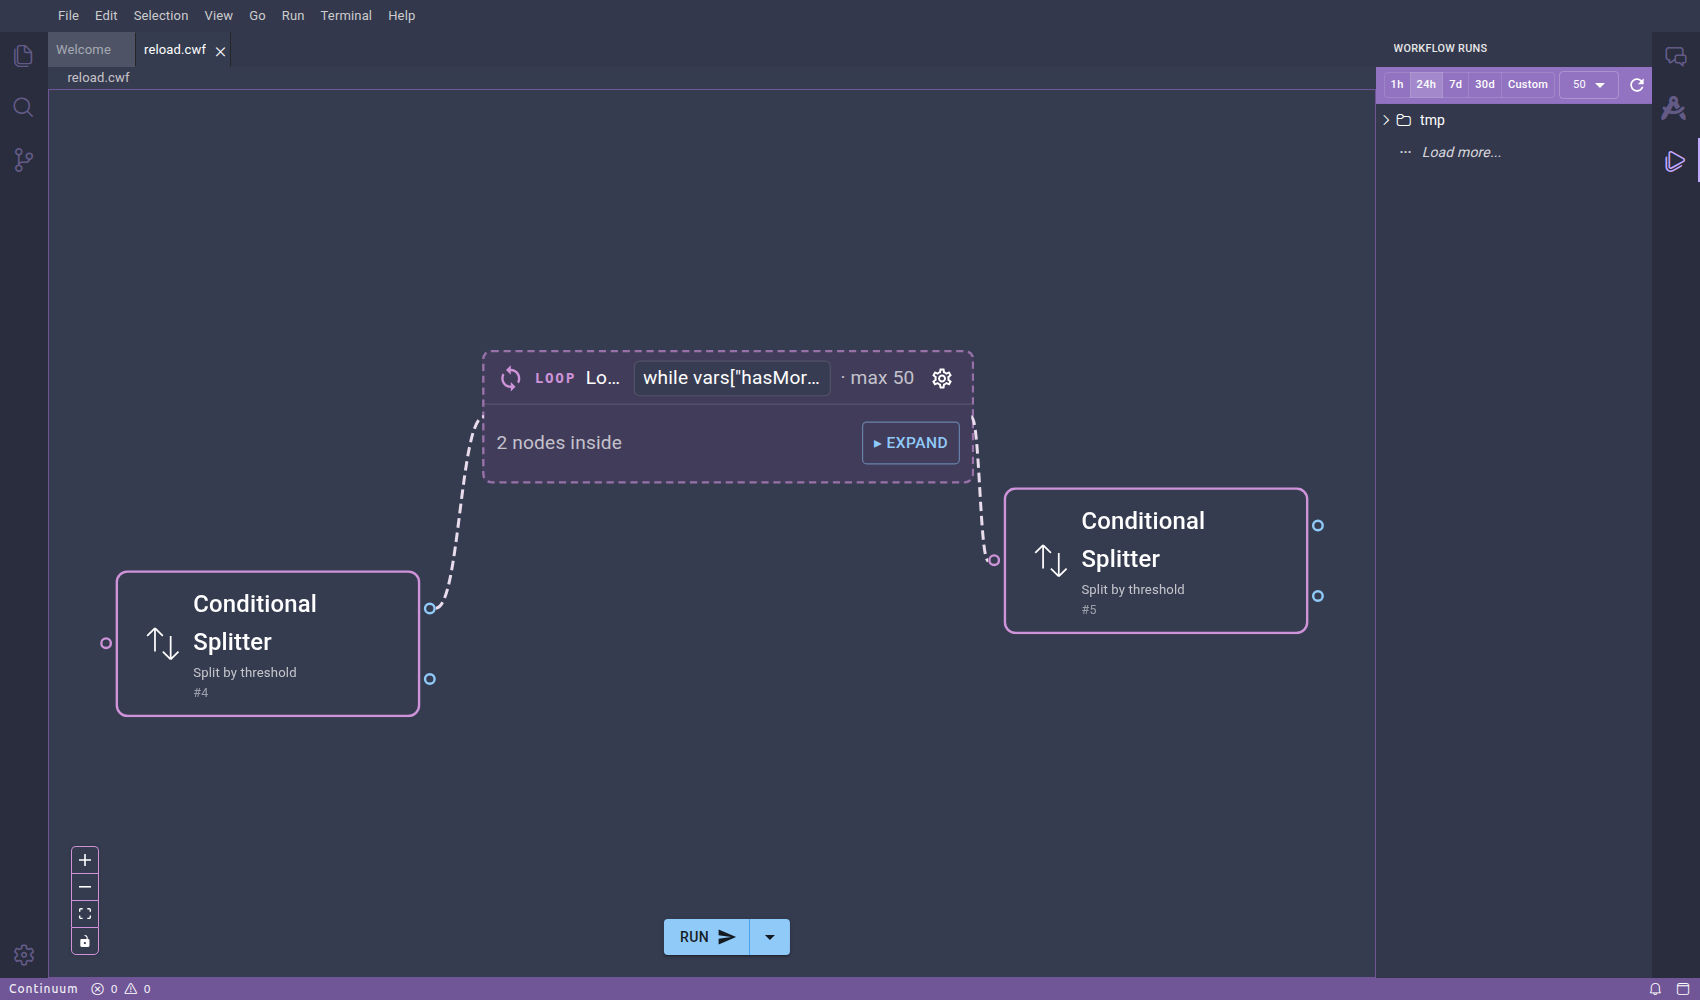 File Edit Selection View Go Run Terminal Help
Welcome reload.cwf
reload.cwf
WORKFLOW RUNS
1h 24h 7d 30d Custom 50
tmp
Load more...
LOOP Lo... while vars["hasMor... · max 50
2 nodes inside
EXPAND
Conditional
Splitter
Split by threshold
#5
Conditional
Splitter
Split by threshold
#4
RUN
Continuum 0 0